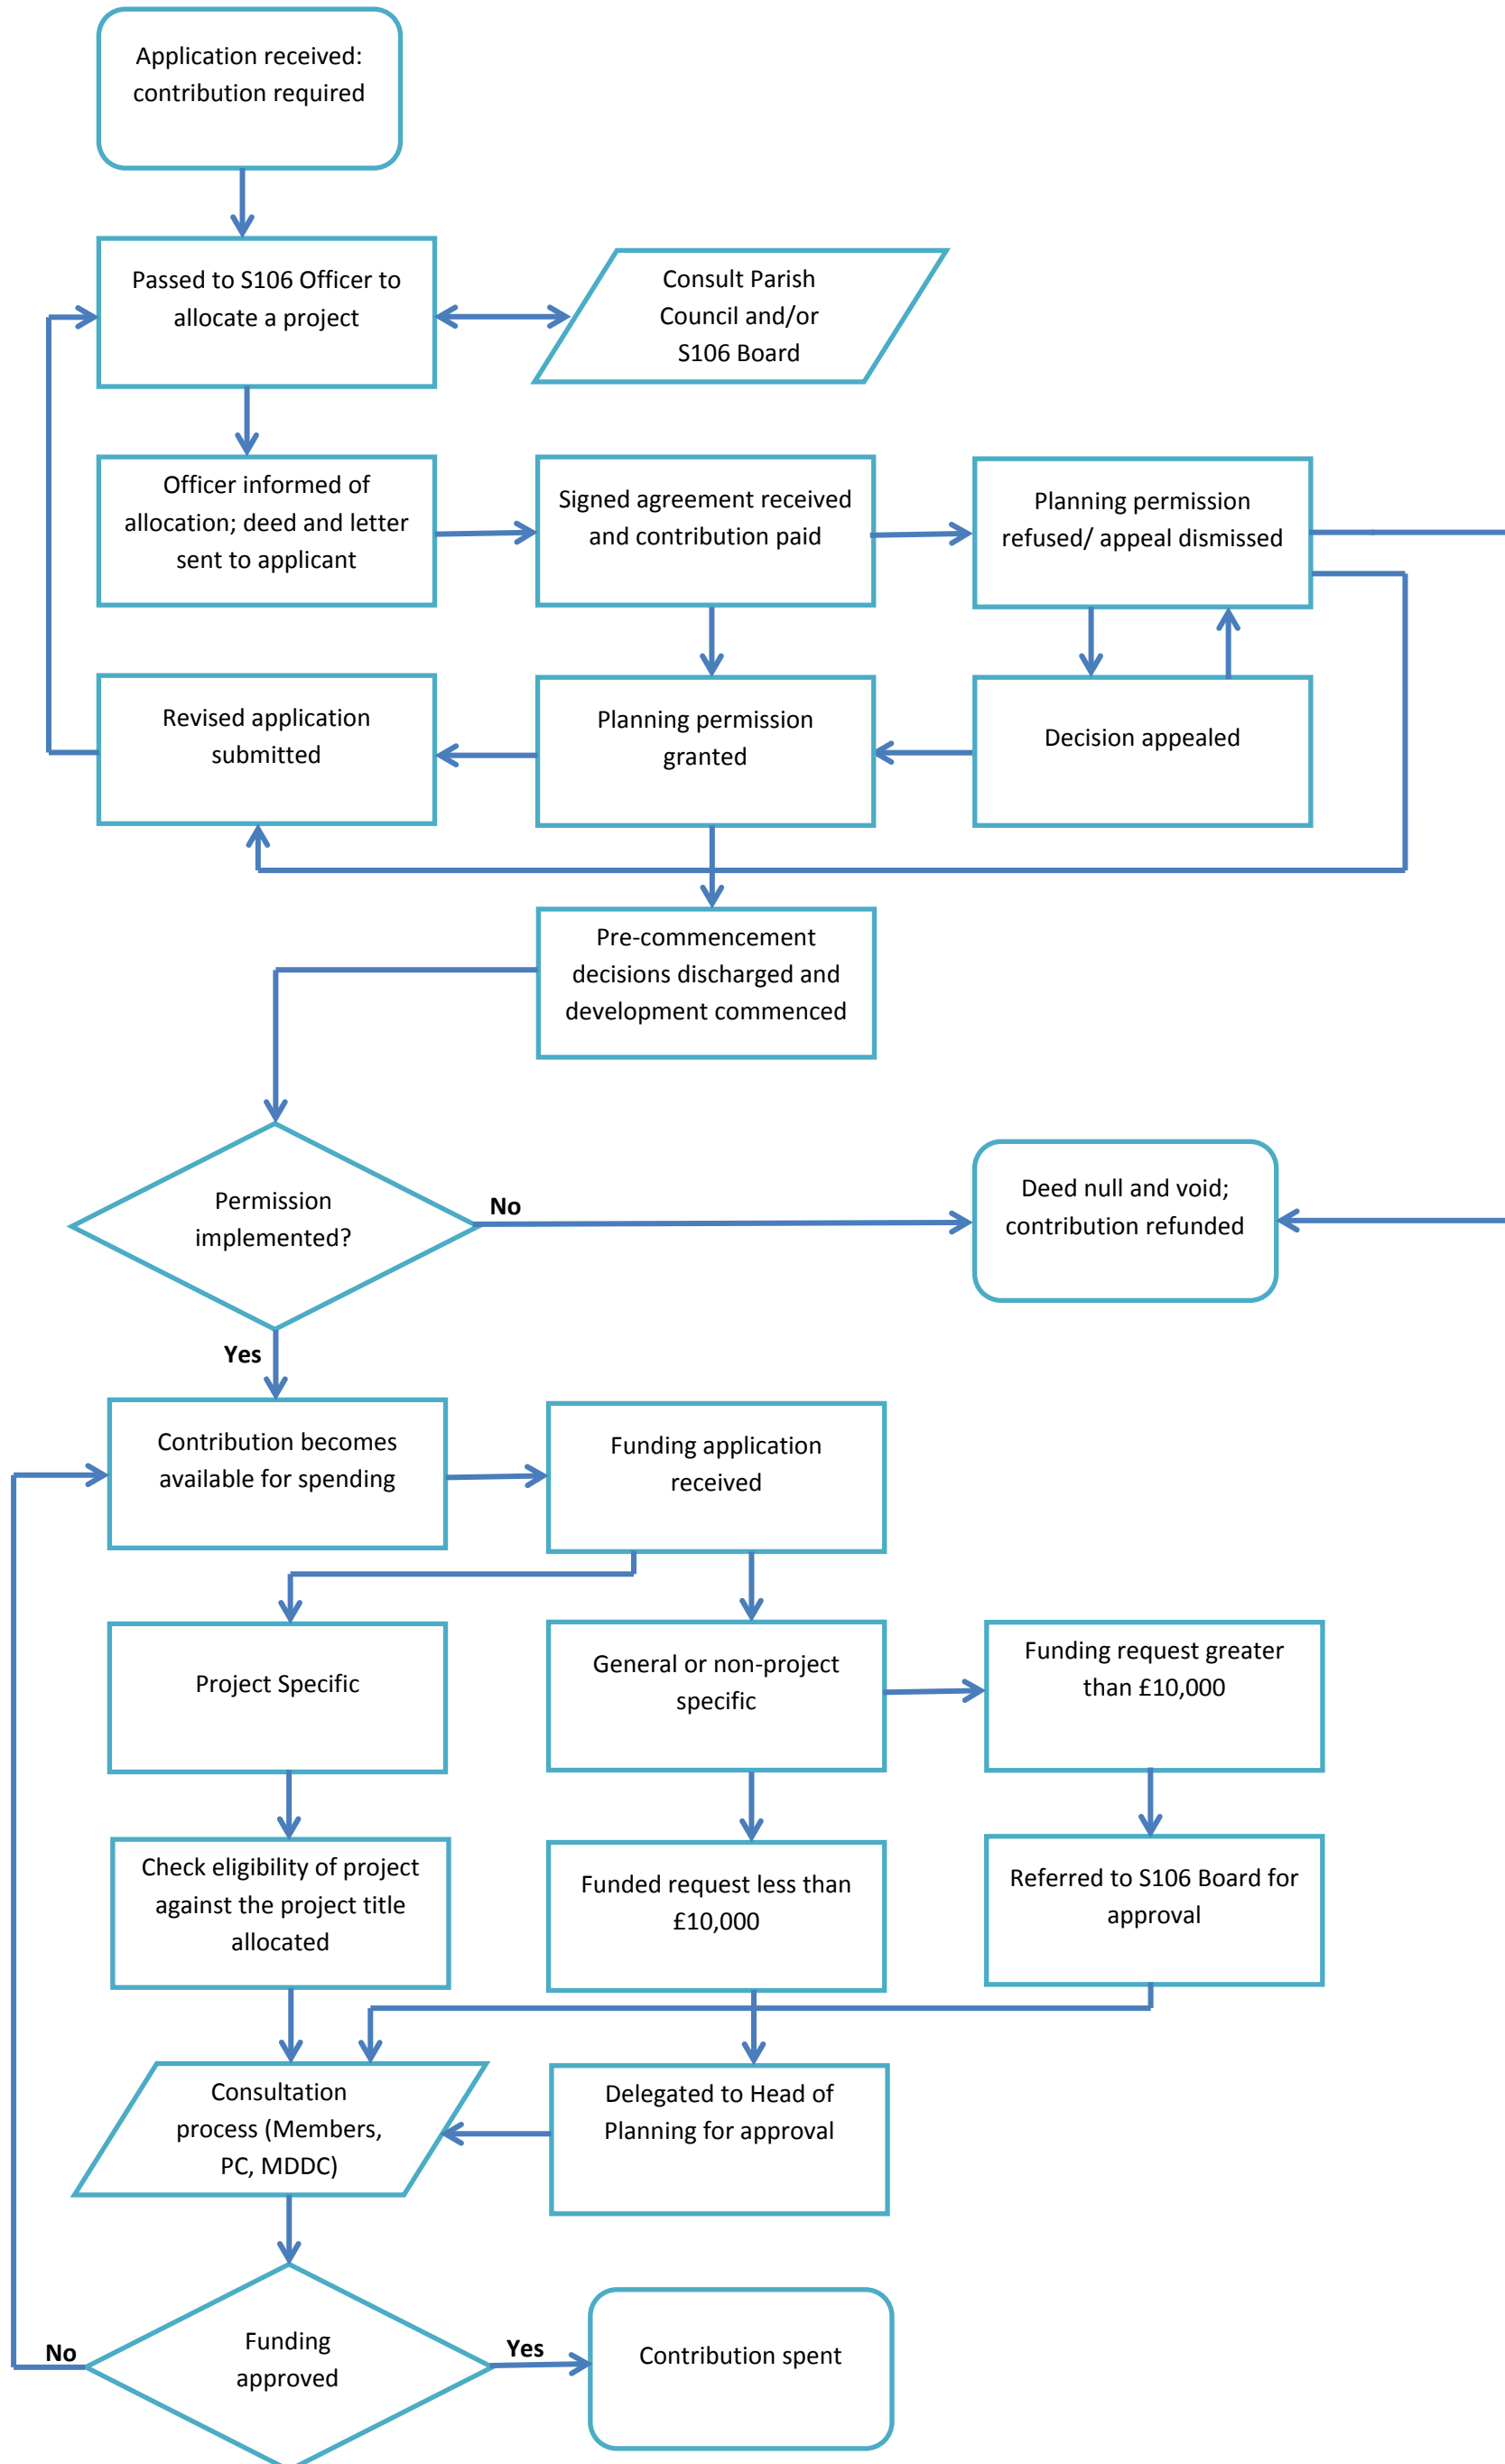 Application received:
contribution required
Passed to S106 Officer to
allocate a project
Consult Parish
Council and/or
S106 Board
Officer informed of
allocation; deed and letter
sent to applicant
Signed agreement received
and contribution paid
Planning permission
refused/ appeal dismissed
Revised application
submitted
Planning permission
granted
Decision appealed
Pre-commencement
decisions discharged and
development commenced
Permission
implemented?
No
Deed null and void;
contribution refunded
Yes
Contribution becomes
available for spending
Funding application
received
Project Specific
General or non-project
specific
Funding request greater
than £10,000
Check eligibility of project
against the project title
allocated
Funded request less than
£10,000
Referred to S106 Board for
approval
Consultation
process (Members,
PC, MDDC)
Delegated to Head of
Planning for approval
No
Funding
approved
Yes
Contribution spent